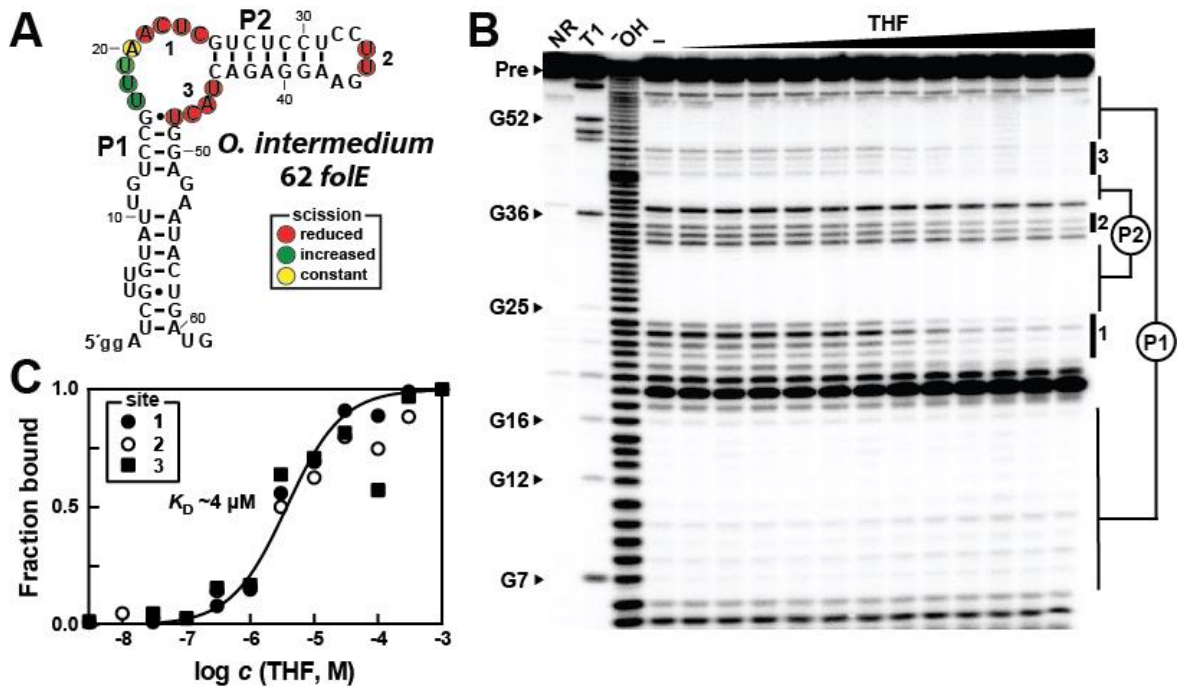 A
P2
30
G U C U C C U C C U U
C A G A G G A A G
40
20
A A C U C
1
2
3
U U U
U C A U
P1
G • U
50
10
O. intermedium
62 folE
scission
reduced
increased
constant
60
5´gg A
U G
B
NR
T1
-OH
–
THF
Pre
G52
G36
G25
G16
G12
G7
3
2
1
P2
P1
C
Fraction bound
1.0
0.5
0.0
site
1
2
3
KD ~4 µM
-8 -7 -6 -5 -4 -3
log c (THF, M)